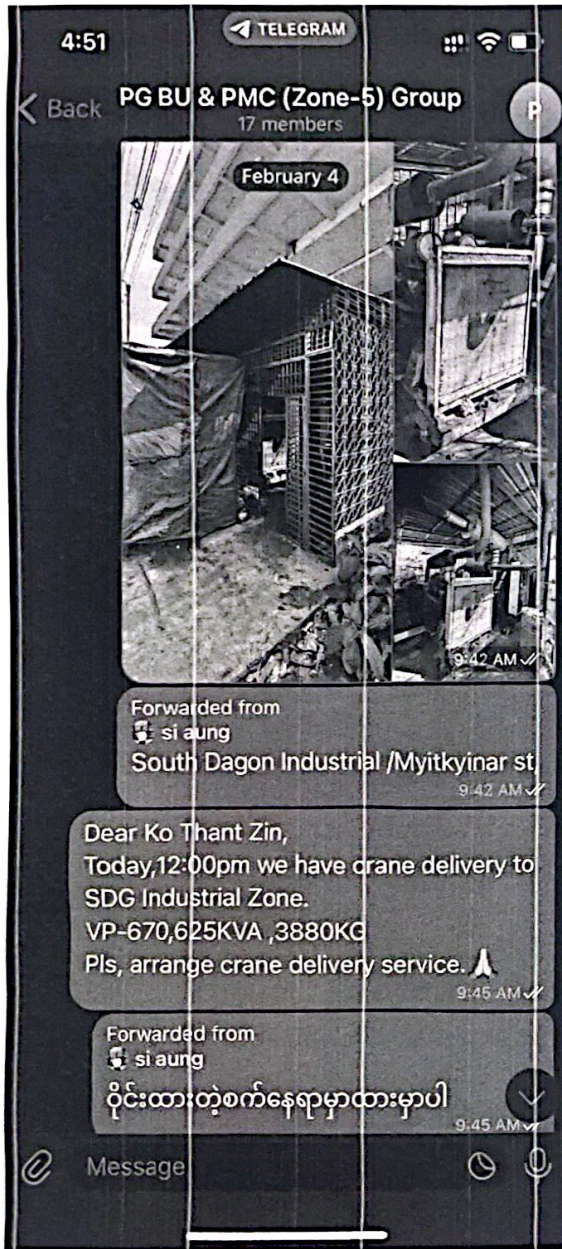 4:51
TELEGRAM
Back
PG BU & PMC (Zone-5) Group
P
17 members
February 4
9:42 AM
Forwarded from
si aung
South Dagon Industrial /Myitkyinar st,
9:42 AM
Dear Ko Thant Zin,
Today,12:00pm we have crane delivery to
SDG Industrial Zone.
VP-670,625KVA ,3880KG
Pls, arrange crane delivery service.🙏
9:45 AM
Forwarded from
si aung
ဝိုင်းထားတဲ့စက်နေရာမှာထားမှာပါ
9:45 AM
Message